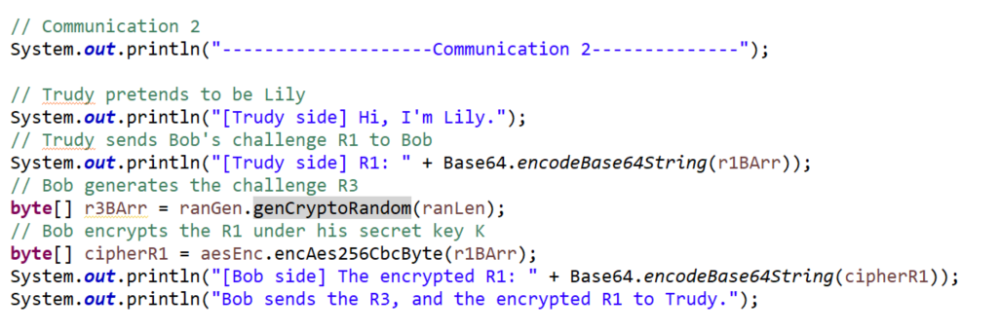 // Communication 2
System.out.println("--------------------Communication 2--------------");
// Trudy pretends to be Lily
System.out.println("[Trudy side] Hi, I'm Lily.");
// Trudy sends Bob's challenge R1 to Bob
System.out.println("[Trudy side] R1: " + Base64.encodeBase64String(r1BArr));
// Bob generates the challenge R3
byte[] r3BArr = ranGen.genCryptoRandom(ranLen);
// Bob encrypts the R1 under his secret key K
byte[] cipherR1 = aesEnc.encAes256CbcByte(r1BArr);
System.out.println("[Bob side] The encrypted R1: " + Base64.encodeBase64String(cipherR1));
System.out.println("Bob sends the R3, and the encrypted R1 to Trudy.");